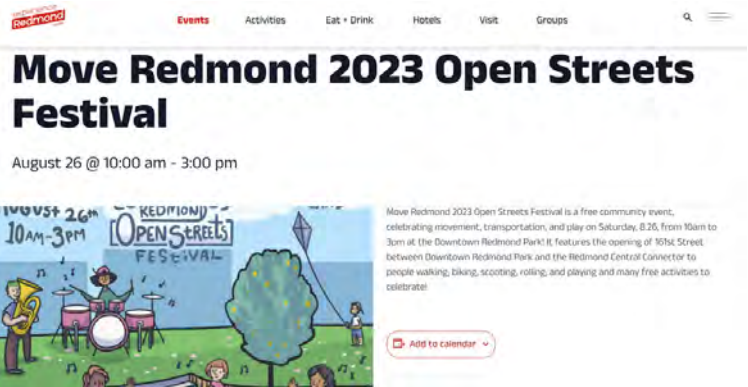 experience
Redmond
Events Activities Eat + Drink Hotels Visit Groups
Move Redmond 2023 Open Streets
Festival
August 26 @ 10:00 am - 3:00 pm
AUGUST 26TH
10AM-3PM
REDMOND
OPEN STREETS
FESTIVAL
Move Redmond 2023 Open Streets Festival is a free community event,
celebrating movement, transportation, and play on Saturday, 8.26, from 10am to
3pm at the Downtown Redmond Park! It features the opening of 161st Street
between Downtown Redmond Park and the Redmond Central Connector to
people walking, biking, scooting, rolling, and playing and many free activities to
celebrate!
Add to calendar